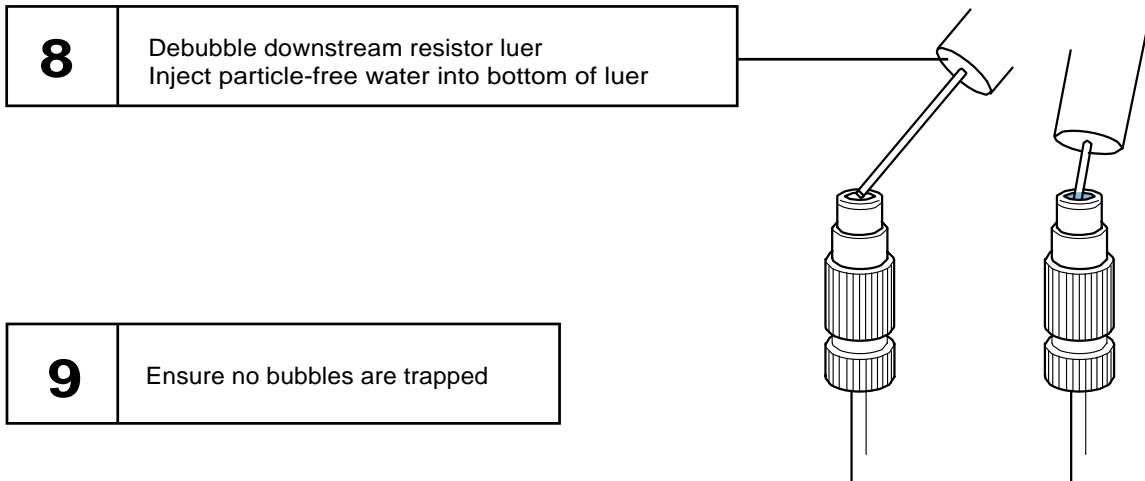 8
Debubble downstream resistor luer
Inject particle-free water into bottom of luer
9
Ensure no bubbles are trapped